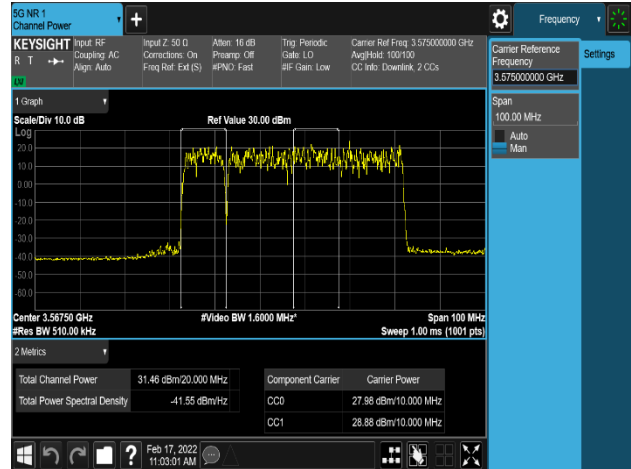 5G NR 1
Channel Power
Frequency
KEYSIGHT
R T
LXI
Input: RF
Coupling: AC
Align: Auto
Input Z: 50 Ω
Corrections: On
Freq Ref: Ext (S)
Atten: 16 dB
Preamp: Off
#PNO: Fast
Trig: Periodic
Gate: LO
#IF Gain: Low
Carrier Ref Freq: 3.575000000 GHz
Avg|Hold: 100/100
CC Info: Downlink, 2 CCs
Carrier Reference
Frequency
3.575000000 GHz
Settings
Span
100.00 MHz
Auto
Man
1 Graph
Scale/Div 10.0 dB
Ref Value 30.00 dBm
Log
20.0
10.0
0.00
-10.0
-20.0
-30.0
-40.0
-50.0
-60.0
Center 3.56750 GHz
#Video BW 1.6000 MHz*
Span 100 MHz
#Res BW 510.00 kHz
Sweep 1.00 ms (1001 pts)
2 Metrics
Total Channel Power 31.46 dBm/20.000 MHz
Total Power Spectral Density -41.55 dBm/Hz
Component Carrier Carrier Power
CC0 27.98 dBm/10.000 MHz
CC1 28.88 dBm/10.000 MHz
?
Feb 17, 2022
11:03:01 AM